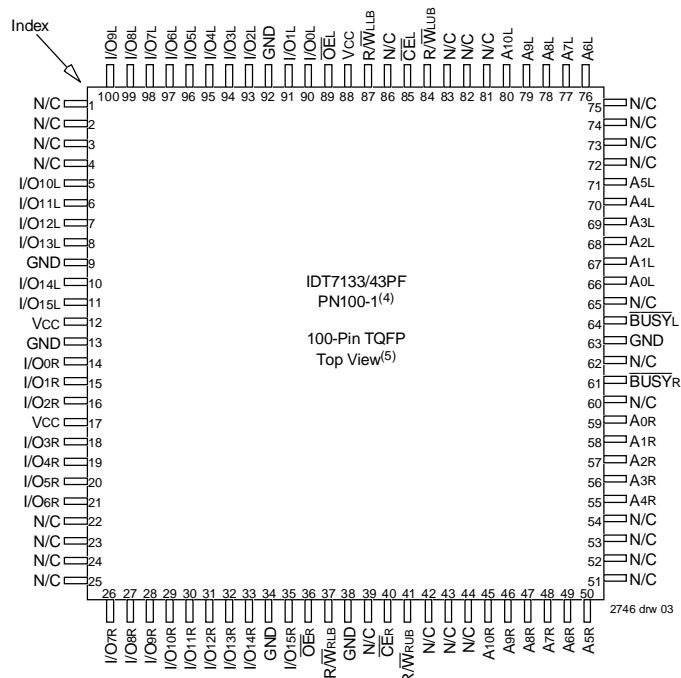 Index
I/O9L
I/O8L
I/O7L
I/O6L
I/O5L
I/O4L
I/O3L
I/O2L
GND
I/O1L
I/O0L
OEL
VCC
R/WLLB
N/C
CEL
R/WLUB
N/C
N/C
N/C
A10L
A9L
A8L
A7L
A6L
100 99 98 97 96 95 94 93 92 91 90 89 88 87 86 85 84 83 82 81 80 79 78 77 76
N/C 1
N/C 2
N/C 3
N/C 4
I/O10L 5
I/O11L 6
I/O12L 7
I/O13L 8
GND 9
I/O14L 10
I/O15L 11
VCC 12
GND 13
I/O0R 14
I/O1R 15
I/O2R 16
VCC 17
I/O3R 18
I/O4R 19
I/O5R 20
I/O6R 21
N/C 22
N/C 23
N/C 24
N/C 25
IDT7133/43PF
PN100-1(4)
100-Pin TQFP
Top View(5)
75 N/C
74 N/C
73 N/C
72 N/C
71 A5L
70 A4L
69 A3L
68 A2L
67 A1L
66 A0L
65 N/C
64 BUSYL
63 GND
62 N/C
61 BUSYR
60 N/C
59 A0R
58 A1R
57 A2R
56 A3R
55 A4R
54 N/C
53 N/C
52 N/C
51 N/C
26 27 28 29 30 31 32 33 34 35 36 37 38 39 40 41 42 43 44 45 46 47 48 49 50
I/O7R
I/O8R
I/O9R
I/O10R
I/O11R
I/O12R
I/O13R
I/O14R
GND
I/O15R
OER
R/WRLB
GND
N/C
CER
R/WRUB
N/C
N/C
N/C
A10R
A9R
A8R
A7R
A6R
A5R
2746 drw 03